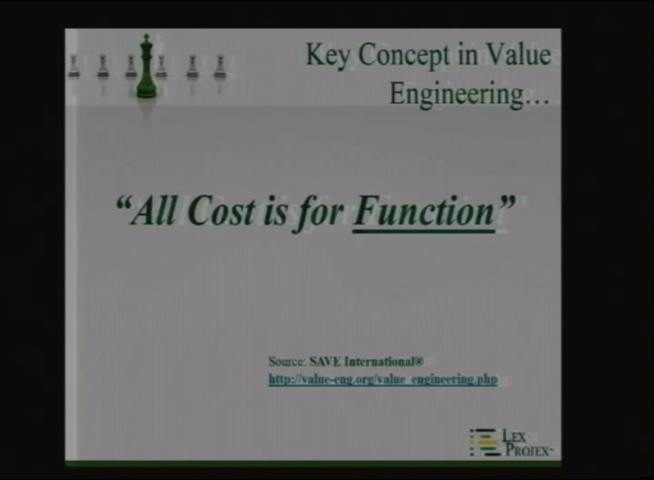 Key Concept in Value
Engineering…
“All Cost is for Function”
Source: SAVE International®
http://value-eng.org/value_engineering.php
LEX
PROJEX™